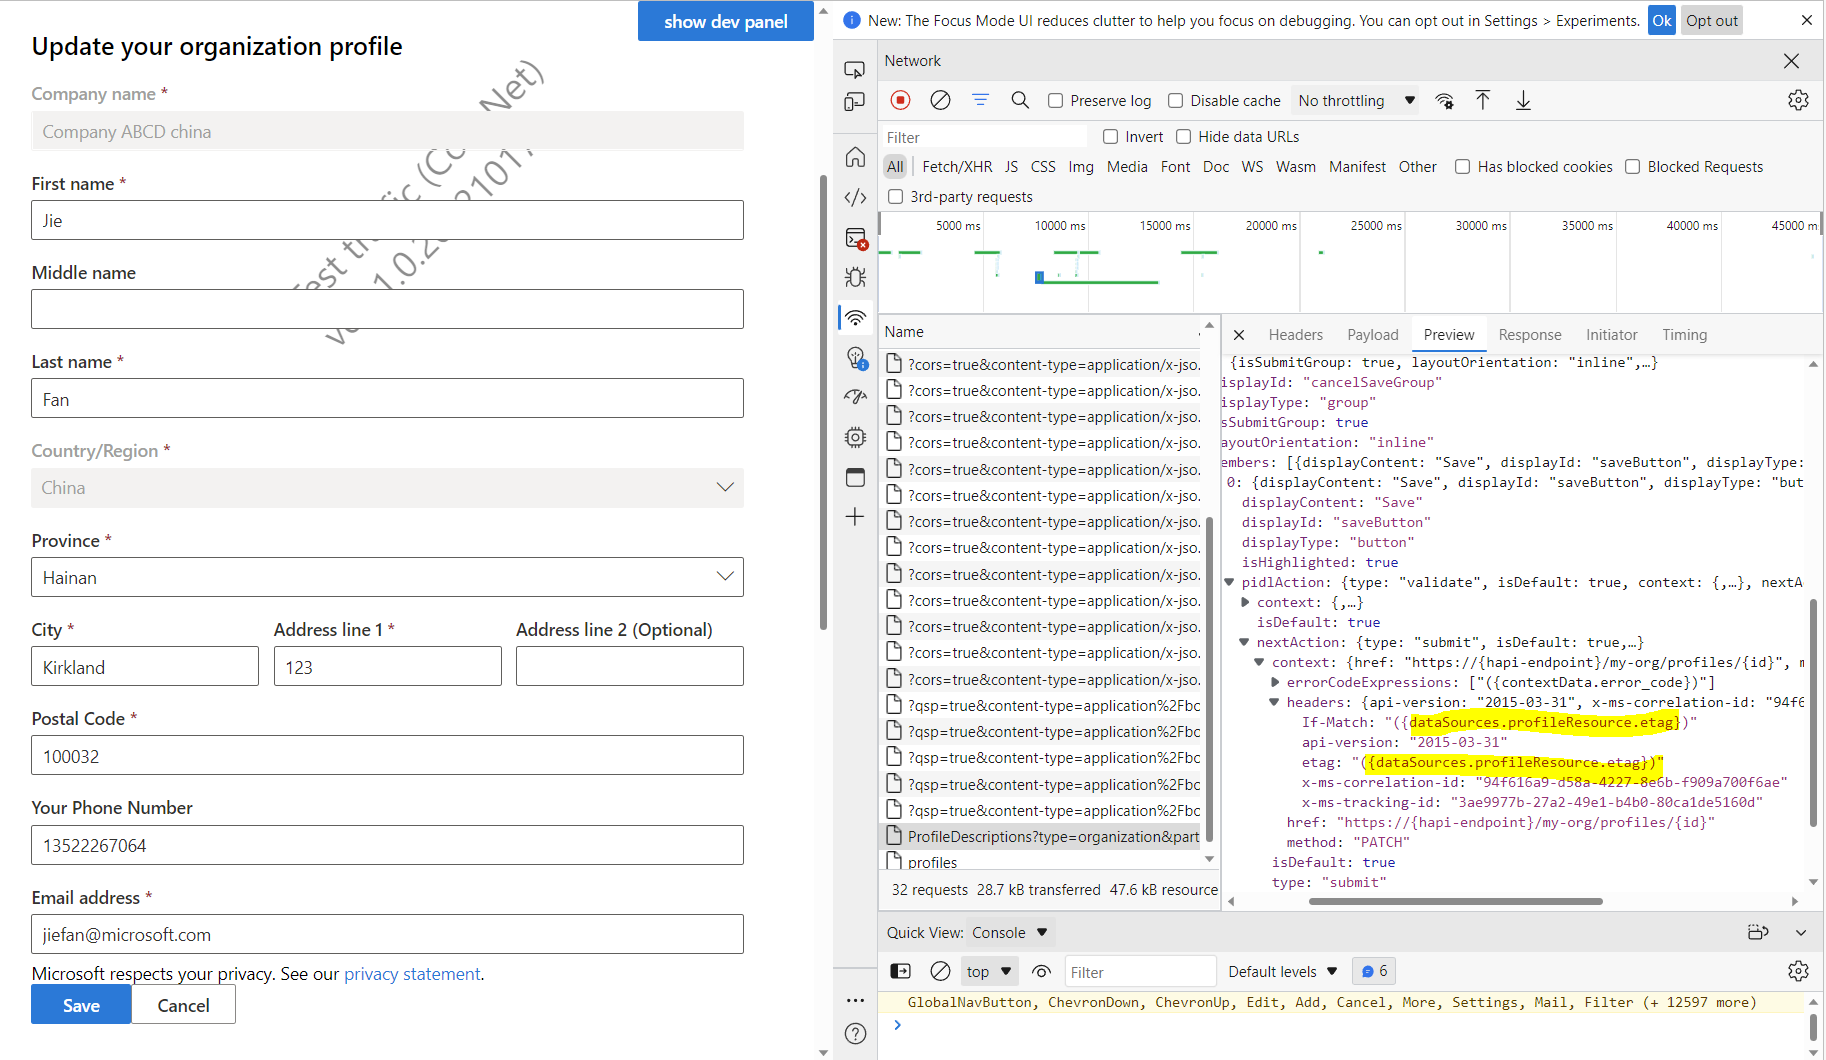 show dev panel
Update your organization profile
Company name *
Company ABCD china
First name *
Jie
Middle name
Last name *
Fan
Country/Region *
China
Province *
Hainan
City *
Address line 1 *
Address line 2 (Optional)
Kirkland
123
Postal Code *
100032
Your Phone Number
13522267064
Email address *
jiefan@microsoft.com
Microsoft respects your privacy. See our privacy statement.
Save
Cancel
Net)
New: The Focus Mode UI reduces clutter to help you focus on debugging. You can opt out in Settings > Experiments.
Ok
Opt out
Network
Preserve log
Disable cache
No throttling
Filter
Invert
Hide data URLs
All
Fetch/XHR JS CSS Img Media Font Doc WS Wasm Manifest Other
Has blocked cookies
Blocked Requests
3rd-party requests
5000 ms
10000 ms
15000 ms
20000 ms
25000 ms
30000 ms
35000 ms
40000 ms
45000 m
Name
?cors=true&content-type=application/x-jso.
?cors=true&content-type=application/x-jso.
?cors=true&content-type=application/x-jso.
?cors=true&content-type=application/x-jso.
?cors=true&content-type=application/x-jso.
?cors=true&content-type=application/x-jso.
?cors=true&content-type=application/x-jso.
?cors=true&content-type=application/x-jso.
?cors=true&content-type=application/x-jso.
?cors=true&content-type=application/x-jso.
?cors=true&content-type=application/x-jso.
?cors=true&content-type=application/x-jso.
?cors=true&content-type=application/x-jso.
?qsp=true&content-type=application%2Fbc
?qsp=true&content-type=application%2Fbc
?qsp=true&content-type=application%2Fbc
?qsp=true&content-type=application%2Fbc
?qsp=true&content-type=application%2Fbc
ProfileDescriptions?type=organization&part
profiles
32 requests 28.7 kB transferred 47.6 kB resource
Headers Payload Preview Response Initiator Timing
{isSubmitGroup: true, layoutOrientation: "inline",…}
isplayId: "cancelSaveGroup"
isplayType: "group"
sSubmitGroup: true
ayoutOrientation: "inline"
embers: [{displayContent: "Save", displayId: "saveButton", displayType:
0: {displayContent: "Save", displayId: "saveButton", displayType: "but
displayContent: "Save"
displayId: "saveButton"
displayType: "button"
isHighlighted: true
pidlAction: {type: "validate", isDefault: true, context: {,…}, nextA
context: {,…}
isDefault: true
nextAction: {type: "submit", isDefault: true,…}
context: {href: "https://{hapi-endpoint}/my-org/profiles/{id}", m
errorCodeExpressions: ["({contextData.error_code})"]
headers: {api-version: "2015-03-31", x-ms-correlation-id: "94f6
If-Match: "({dataSources.profileResource.etag})"
api-version: "2015-03-31"
etag: "({dataSources.profileResource.etag})"
x-ms-correlation-id: "94f616a9-d58a-4227-8e6b-f909a700f6ae"
x-ms-tracking-id: "3ae9977b-27a2-49e1-b4b0-80ca1de5160d"
href: "https://{hapi-endpoint}/my-org/profiles/{id}"
method: "PATCH"
isDefault: true
type: "submit"
Quick View: Console
top
Filter
Default levels
6
GlobalNavButton, ChevronDown, ChevronUp, Edit, Add, Cancel, More, Settings, Mail, Filter (+ 12597 more)